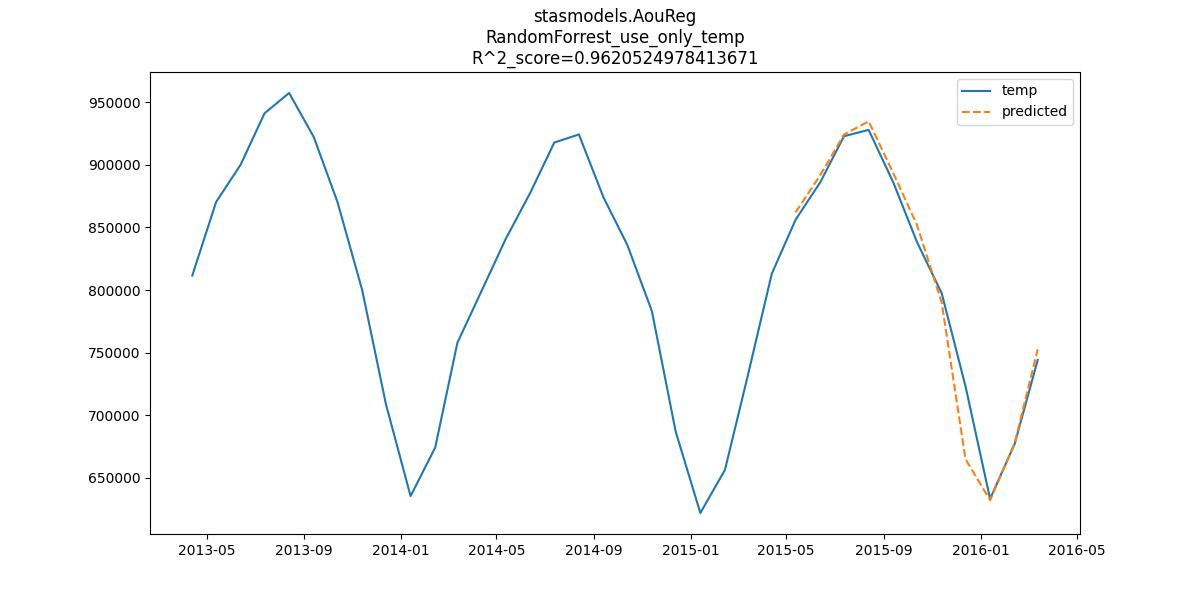 stasmodels.AouReg
RandomForrest_use_only_temp
R^2_score=0.9620524978413671
temp
predicted
950000
900000
850000
800000
750000
700000
650000
2013-05 2013-09 2014-01 2014-05 2014-09 2015-01 2015-05 2015-09 2016-01 2016-05